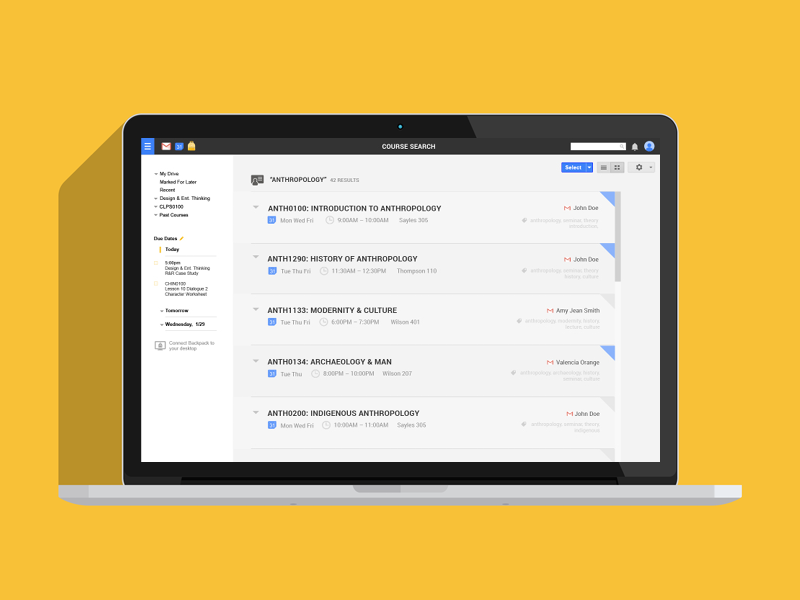 COURSE SEARCH
My Drive
Marked For Later
Recent
Design & Ent. Thinking
CLPS0100
Past Courses
Due Dates
Today
5:00pm
Design & Ent. Thinking
R&R Case Study
CHIN0100
Lesson 10 Dialogue 2
Character Worksheet
Tomorrow
Wednesday, 1/29
Connect Backpack to
your desktop
Select
"ANTHROPOLOGY" 42 RESULTS
ANTH0100: INTRODUCTION TO ANTHROPOLOGY
John Doe
Mon Wed Fri 9:00AM – 10:00AM Sayles 305
anthropology, seminar, theory
introduction
ANTH1290: HISTORY OF ANTHROPOLOGY
John Doe
Tue Thu Fri 11:30AM – 12:30PM Thompson 110
anthropology, seminar, theory
history, culture
ANTH1133: MODERNITY & CULTURE
Amy Jean Smith
Tue Thu Fri 6:00PM – 7:30PM Wilson 401
anthropology, modernity, history
lecture, culture
ANTH0134: ARCHAEOLOGY & MAN
Valencia Orange
Tue Thu 8:00PM – 10:00PM Wilson 207
anthropology, archaeology, history
seminar, culture
ANTH0200: INDIGENOUS ANTHROPOLOGY
John Doe
Mon Wed Fri 10:00AM – 11:00AM Sayles 305
anthropology, seminar, theory
indigenous